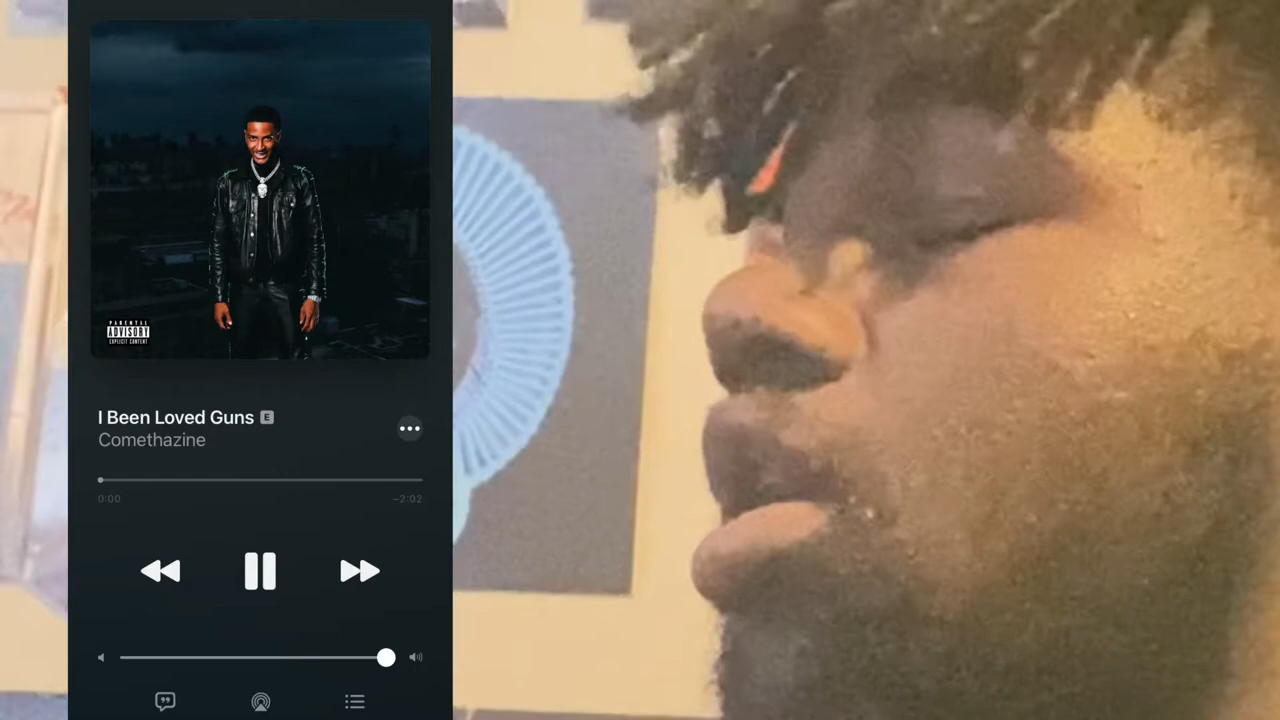 PARENTAL
ADVISORY
EXPLICIT CONTENT
I Been Loved Guns E
Comethazine
0:00
-2:02